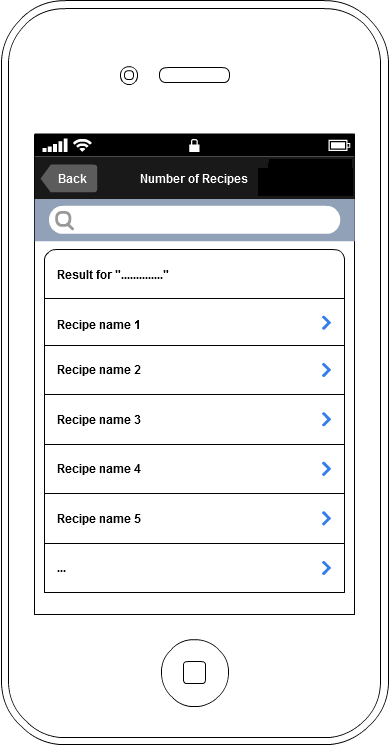 Back
Number of Recipes
Result for ".............."
Recipe name 1
Recipe name 2
Recipe name 3
Recipe name 4
Recipe name 5
...